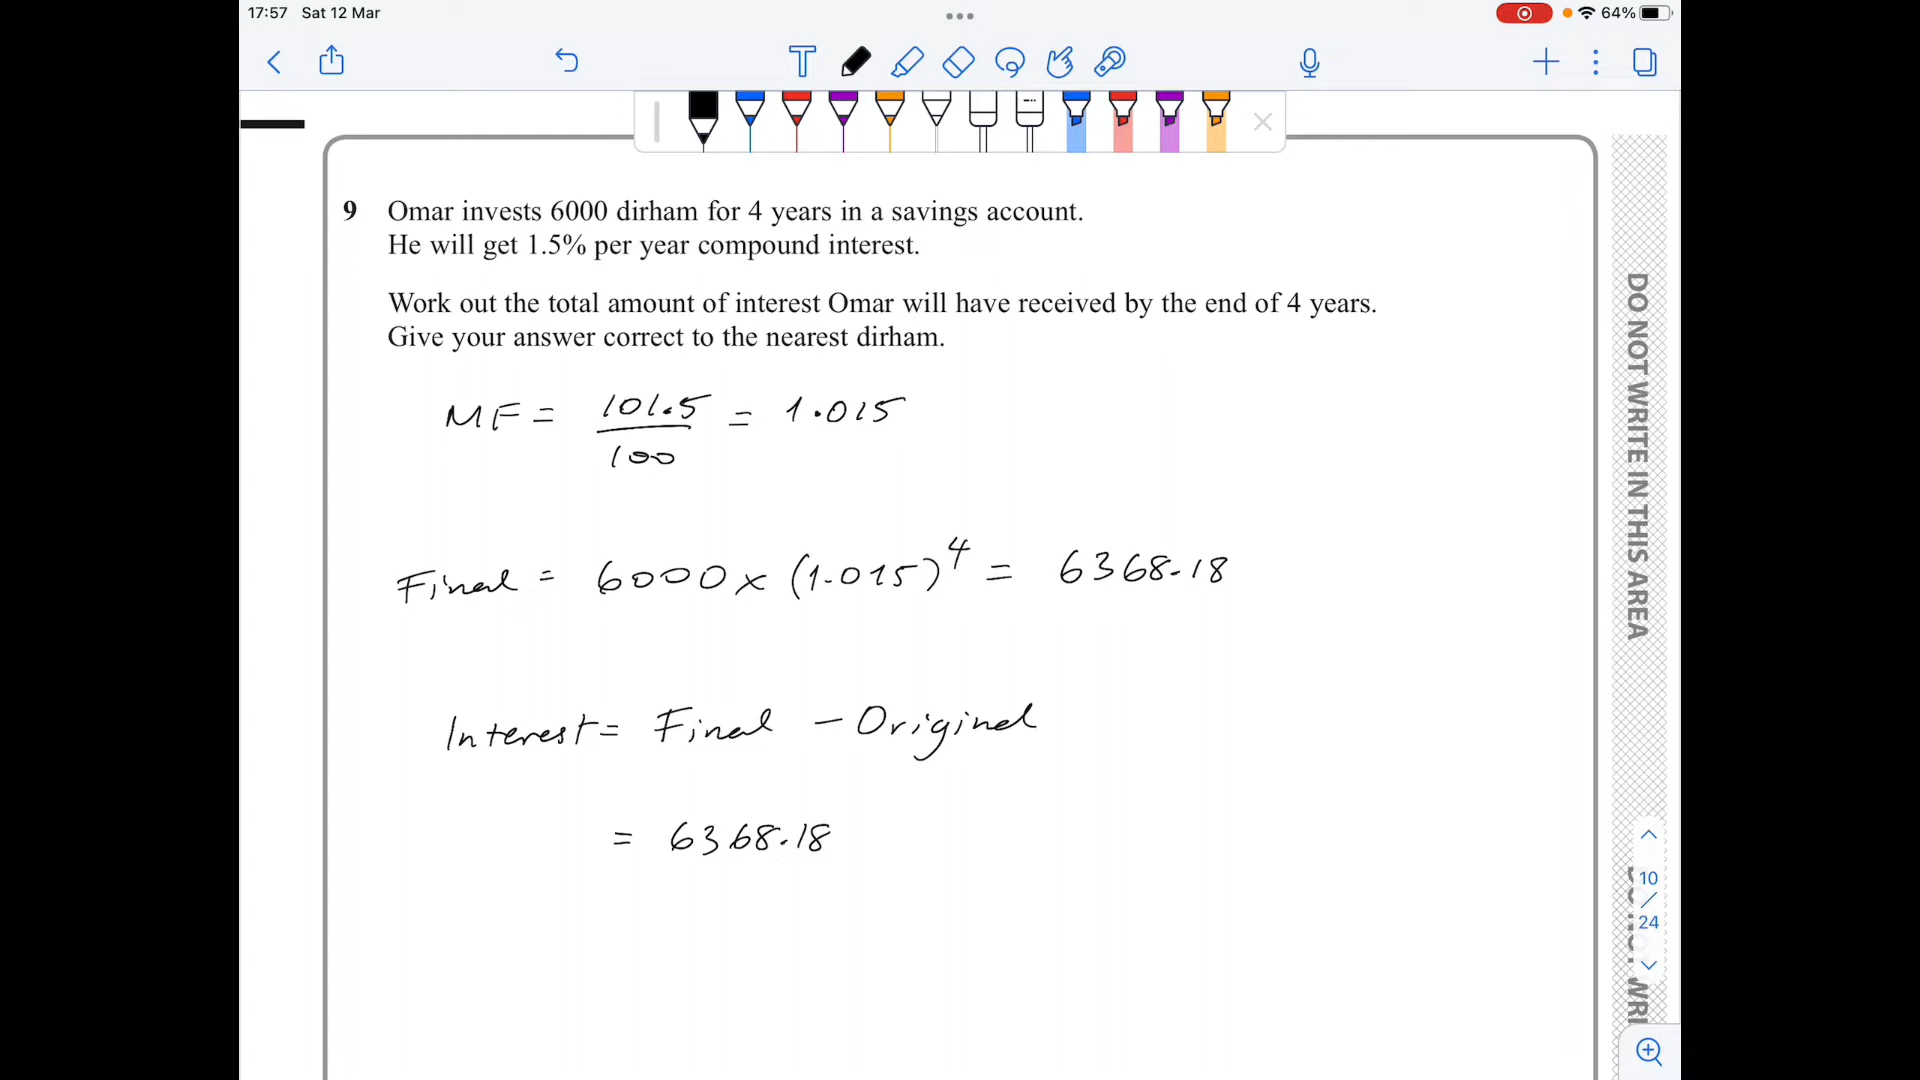 17:57 Sat 12 Mar
64%
T
9 Omar invests 6000 dirham for 4 years in a savings account.
He will get 1.5% per year compound interest.
Work out the total amount of interest Omar will have received by the end of 4 years.
Give your answer correct to the nearest dirham.
MF = 101.5 / 100 = 1.015
Final = 6000 x (1.015)^4 = 6368.18
Interest = Final - Original
= 6368.18
DO NOT WRITE IN THIS AREA
10
/
24